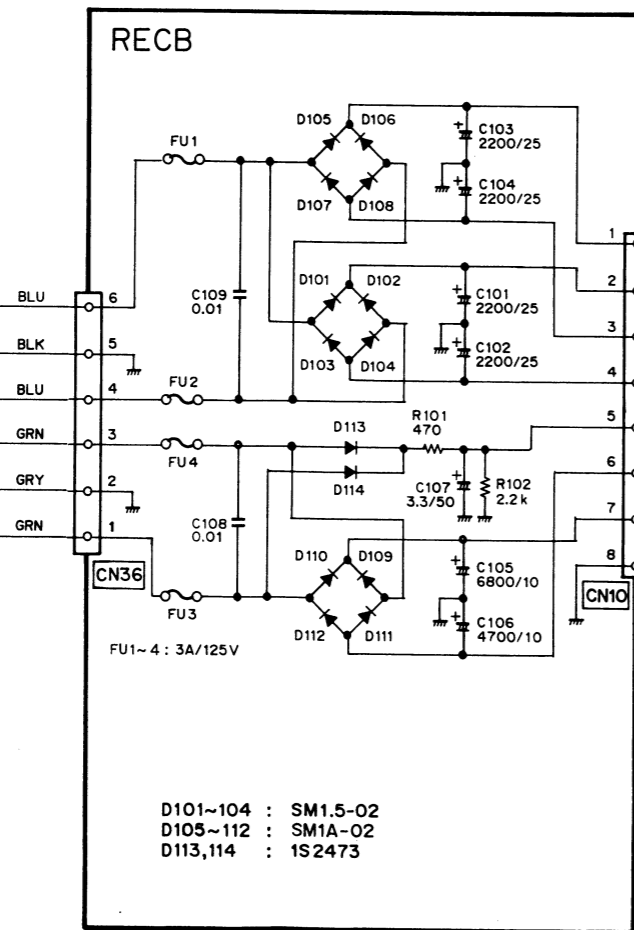 RECB
FU1
D105
D106
C103
2200/25
C104
2200/25
D107
D108
1
BLU
6
C109
0.01
D101
D102
2
C101
2200/25
3
BLK
5
C102
2200/25
D103
D104
4
BLU
4
FU2
R101
470
5
GRN
3
FU4
D113
D114
6
C107
3.3/50
R102
2.2k
GRY
2
7
GRN
1
C108
0.01
D110
D109
8
C105
6800/10
CN36
CN10
FU3
D112
D111
C106
4700/10
FU1~4 : 3A/125V
D101~104 : SM1.5-02
D105~112 : SM1A-02
D113,114 : 1S2473
+
+
+
+
+
+
+